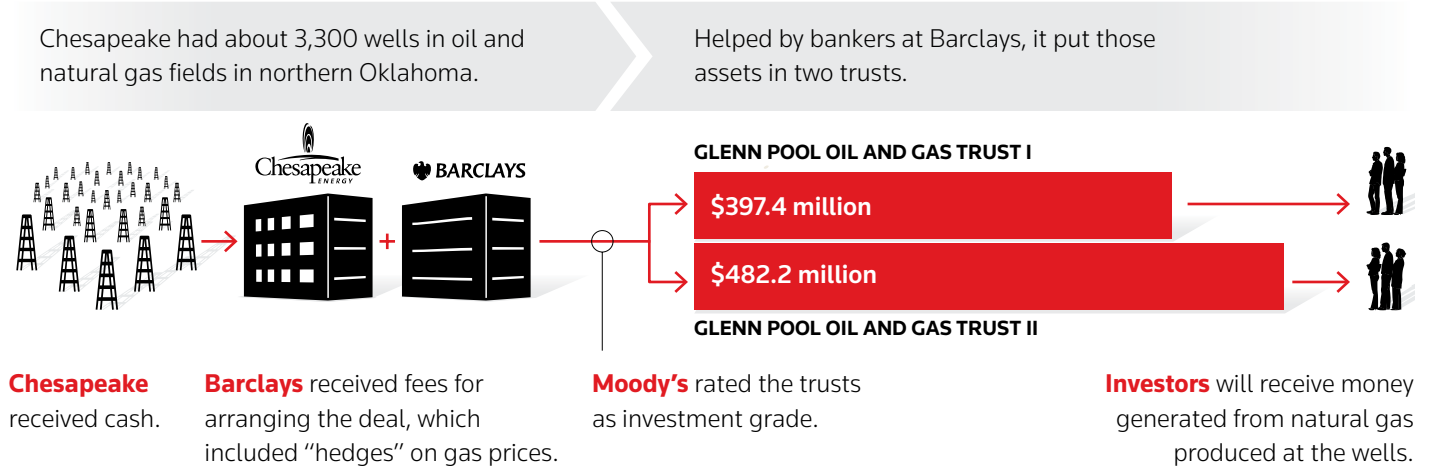 Chesapeake had about 3,300 wells in oil and
natural gas fields in northern Oklahoma.
Helped by bankers at Barclays, it put those
assets in two trusts.
Chesapeake
ENERGY
BARCLAYS
+
GLENN POOL OIL AND GAS TRUST I
$397.4 million
$482.2 million
GLENN POOL OIL AND GAS TRUST II
Chesapeake
received cash.
Barclays received fees for
arranging the deal, which
included “hedges” on gas prices.
Moody’s rated the trusts
as investment grade.
Investors will receive money
generated from natural gas
produced at the wells.